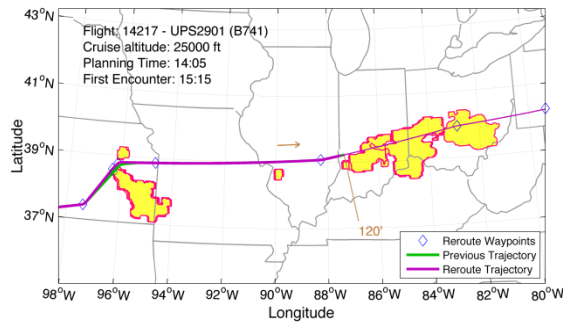 43°N
Flight: 14217 - UPS2901 (B741)
Cruise altitude: 25000 ft
Planning Time: 14:05
First Encounter: 15:15
41°N
Latitude
39°N
37°N
120'
Reroute Waypoints
Previous Trajectory
Reroute Trajectory
98°W 96°W 94°W 92°W 90°W 88°W 86°W 84°W 82°W 80°W
Longitude